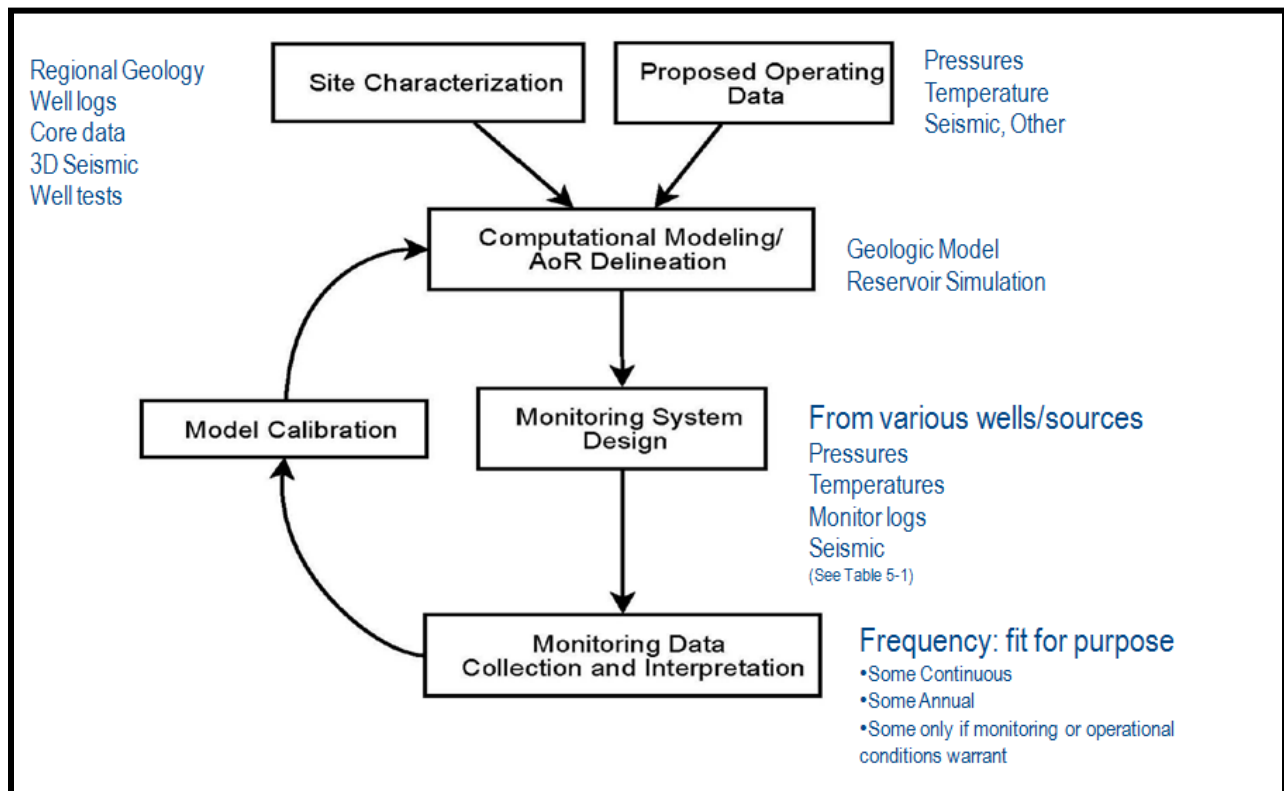 Regional Geology
Well logs
Core data
3D Seismic
Well tests
Site Characterization
Proposed Operating
Data
Pressures
Temperature
Seismic, Other
Computational Modeling/
AoR Delineation
Geologic Model
Reservoir Simulation
Model Calibration
Monitoring System
Design
From various wells/sources
Pressures
Temperatures
Monitor logs
Seismic
(See Table 5-1)
Monitoring Data
Collection and Interpretation
Frequency: fit for purpose
•Some Continuous
•Some Annual
•Some only if monitoring or operational
conditions warrant